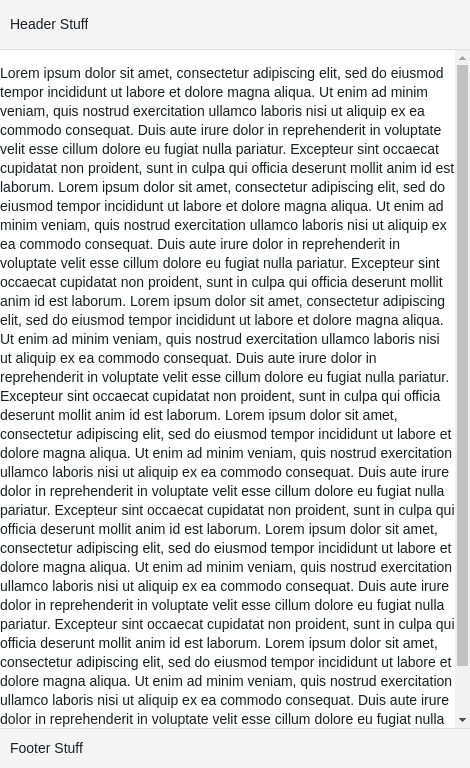 Header Stuff
Lorem ipsum dolor sit amet, consectetur adipiscing elit, sed do eiusmod
tempor incididunt ut labore et dolore magna aliqua. Ut enim ad minim
veniam, quis nostrud exercitation ullamco laboris nisi ut aliquip ex ea
commodo consequat. Duis aute irure dolor in reprehenderit in voluptate
velit esse cillum dolore eu fugiat nulla pariatur. Excepteur sint occaecat
cupidatat non proident, sunt in culpa qui officia deserunt mollit anim id est
laborum. Lorem ipsum dolor sit amet, consectetur adipiscing elit, sed do
eiusmod tempor incididunt ut labore et dolore magna aliqua. Ut enim ad
minim veniam, quis nostrud exercitation ullamco laboris nisi ut aliquip ex
ea commodo consequat. Duis aute irure dolor in reprehenderit in
voluptate velit esse cillum dolore eu fugiat nulla pariatur. Excepteur sint
occaecat cupidatat non proident, sunt in culpa qui officia deserunt mollit
anim id est laborum. Lorem ipsum dolor sit amet, consectetur adipiscing
elit, sed do eiusmod tempor incididunt ut labore et dolore magna aliqua.
Ut enim ad minim veniam, quis nostrud exercitation ullamco laboris nisi
ut aliquip ex ea commodo consequat. Duis aute irure dolor in
reprehenderit in voluptate velit esse cillum dolore eu fugiat nulla pariatur.
Excepteur sint occaecat cupidatat non proident, sunt in culpa qui officia
deserunt mollit anim id est laborum. Lorem ipsum dolor sit amet,
consectetur adipiscing elit, sed do eiusmod tempor incididunt ut labore et
dolore magna aliqua. Ut enim ad minim veniam, quis nostrud exercitation
ullamco laboris nisi ut aliquip ex ea commodo consequat. Duis aute irure
dolor in reprehenderit in voluptate velit esse cillum dolore eu fugiat nulla
pariatur. Excepteur sint occaecat cupidatat non proident, sunt in culpa qui
officia deserunt mollit anim id est laborum. Lorem ipsum dolor sit amet,
consectetur adipiscing elit, sed do eiusmod tempor incididunt ut labore et
dolore magna aliqua. Ut enim ad minim veniam, quis nostrud exercitation
ullamco laboris nisi ut aliquip ex ea commodo consequat. Duis aute irure
dolor in reprehenderit in voluptate velit esse cillum dolore eu fugiat nulla
pariatur. Excepteur sint occaecat cupidatat non proident, sunt in culpa qui
officia deserunt mollit anim id est laborum. Lorem ipsum dolor sit amet,
consectetur adipiscing elit, sed do eiusmod tempor incididunt ut labore et
dolore magna aliqua. Ut enim ad minim veniam, quis nostrud exercitation
ullamco laboris nisi ut aliquip ex ea commodo consequat. Duis aute irure
dolor in reprehenderit in voluptate velit esse cillum dolore eu fugiat nulla
Footer Stuff